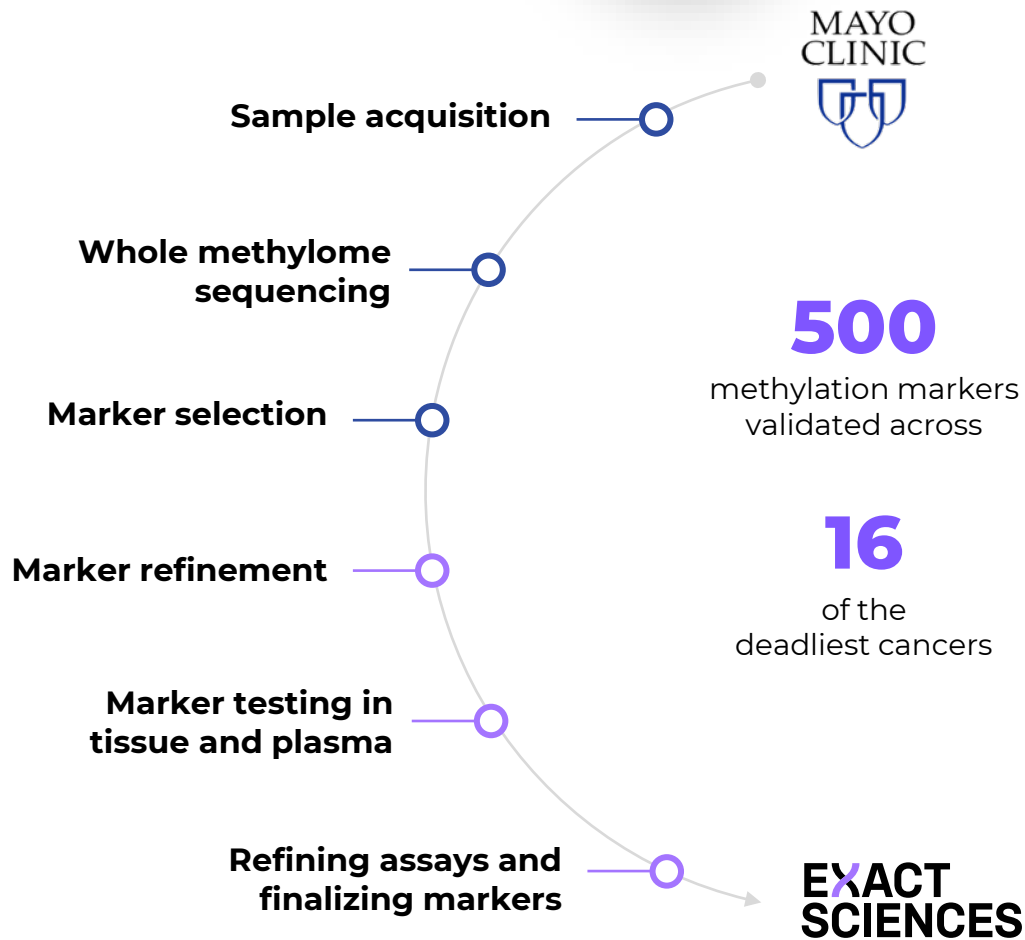 MAYO
CLINIC
Sample acquisition
Whole methylome
sequencing
500
methylation markers
validated across
Marker selection
16
of the
deadliest cancers
Marker refinement
Marker testing in
tissue and plasma
Refining assays and
finalizing markers
EXACT
SCIENCES